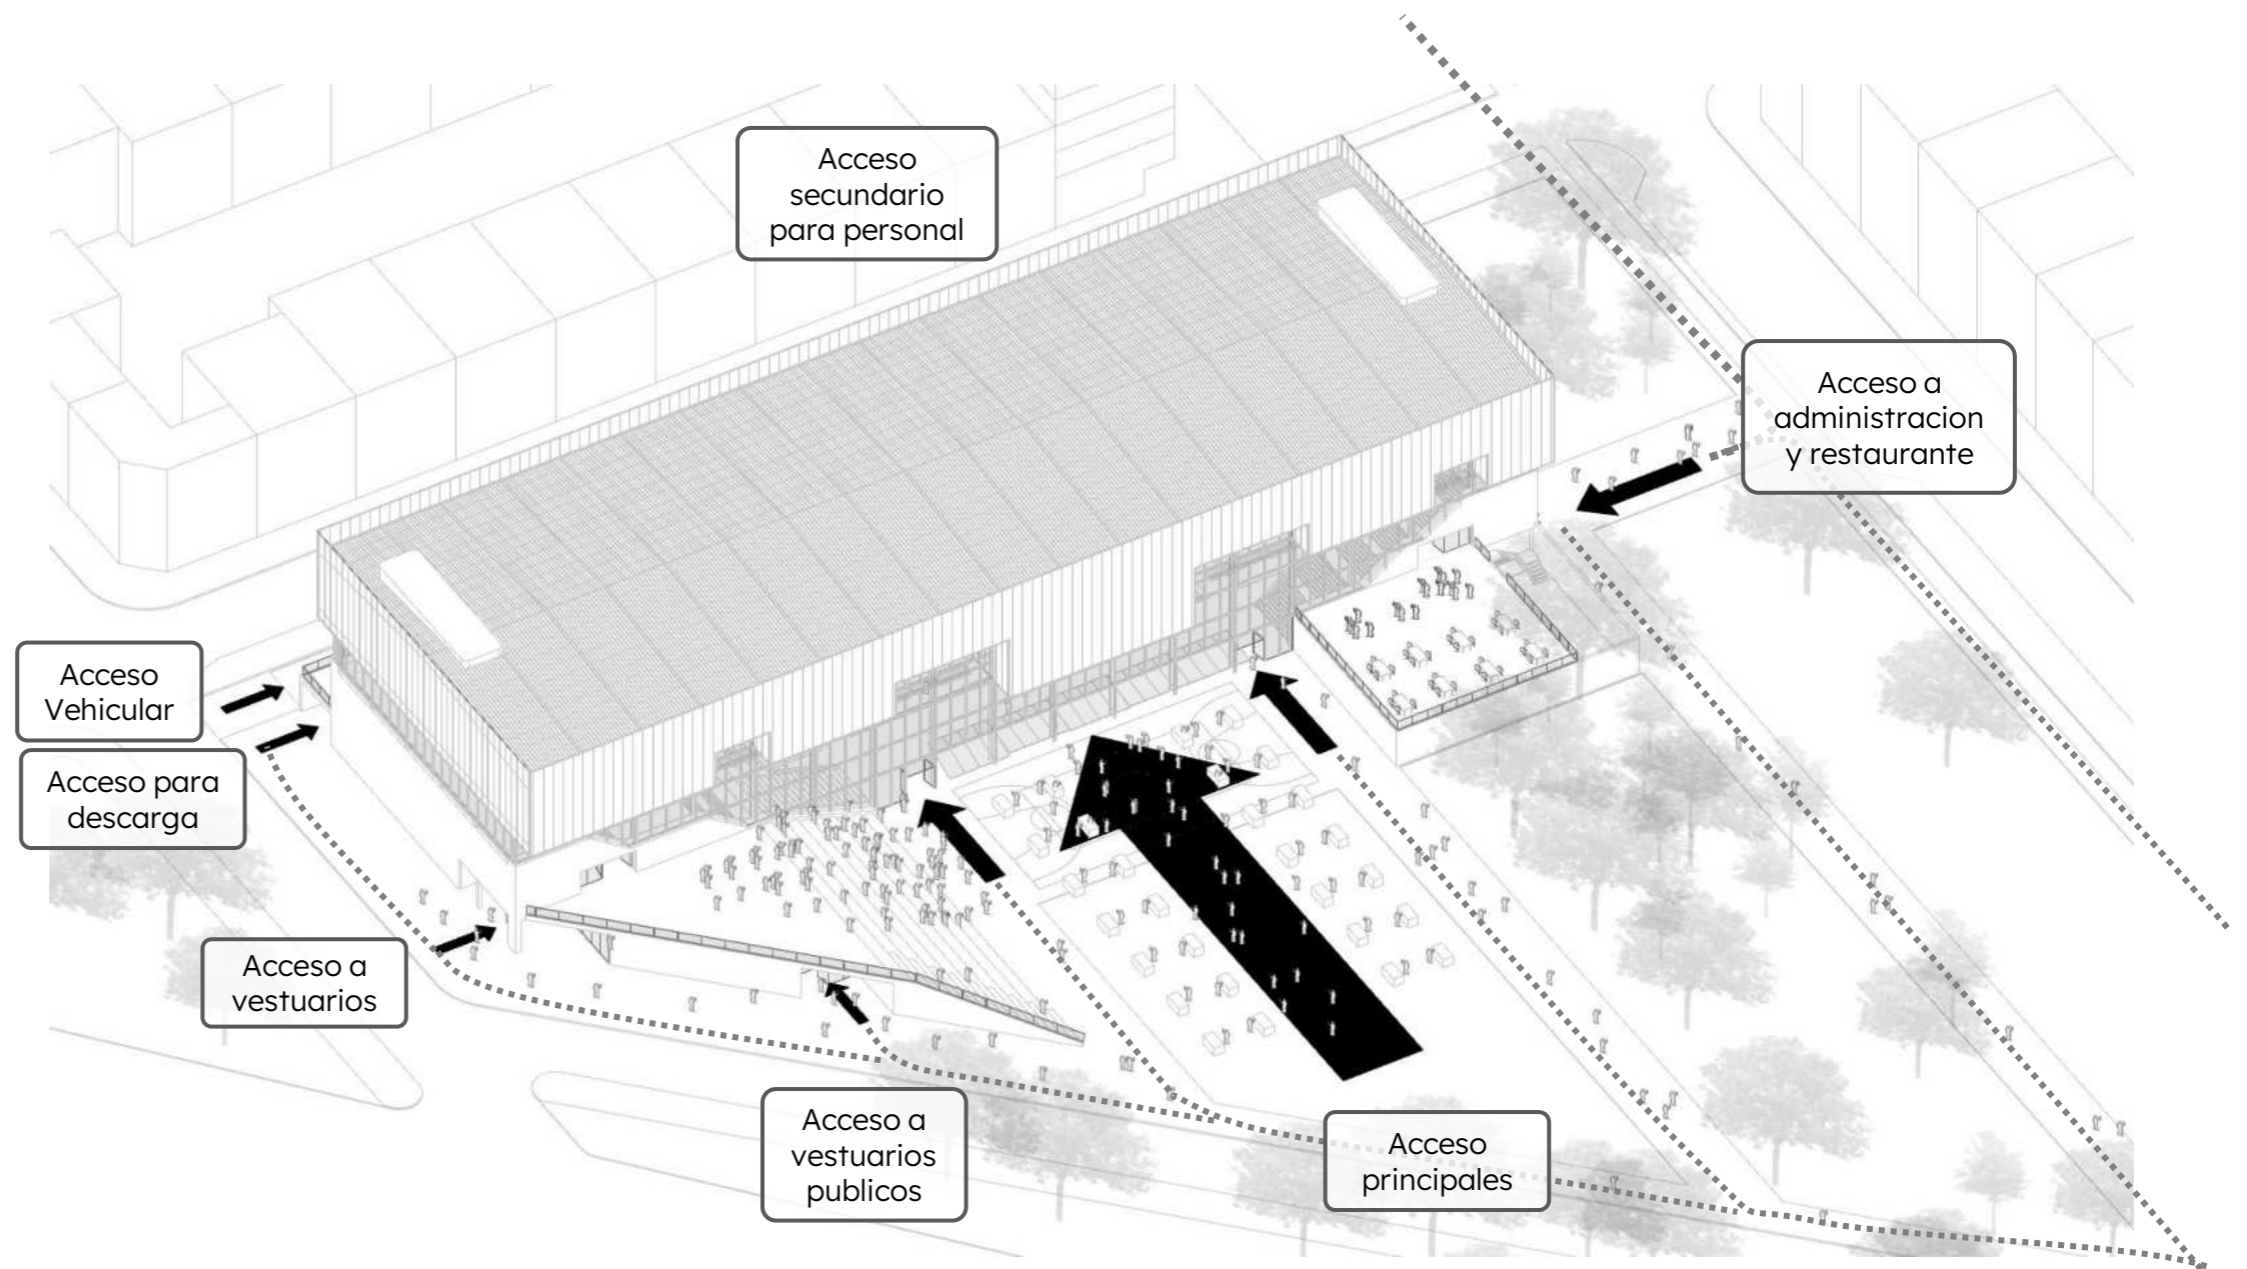 Acceso
secundario
para personal
Acceso a
administracion
y restaurante
Acceso
Vehicular
Acceso para
descarga
Acceso a
vestuarios
Acceso a
vestuarios
publicos
Acceso
principales